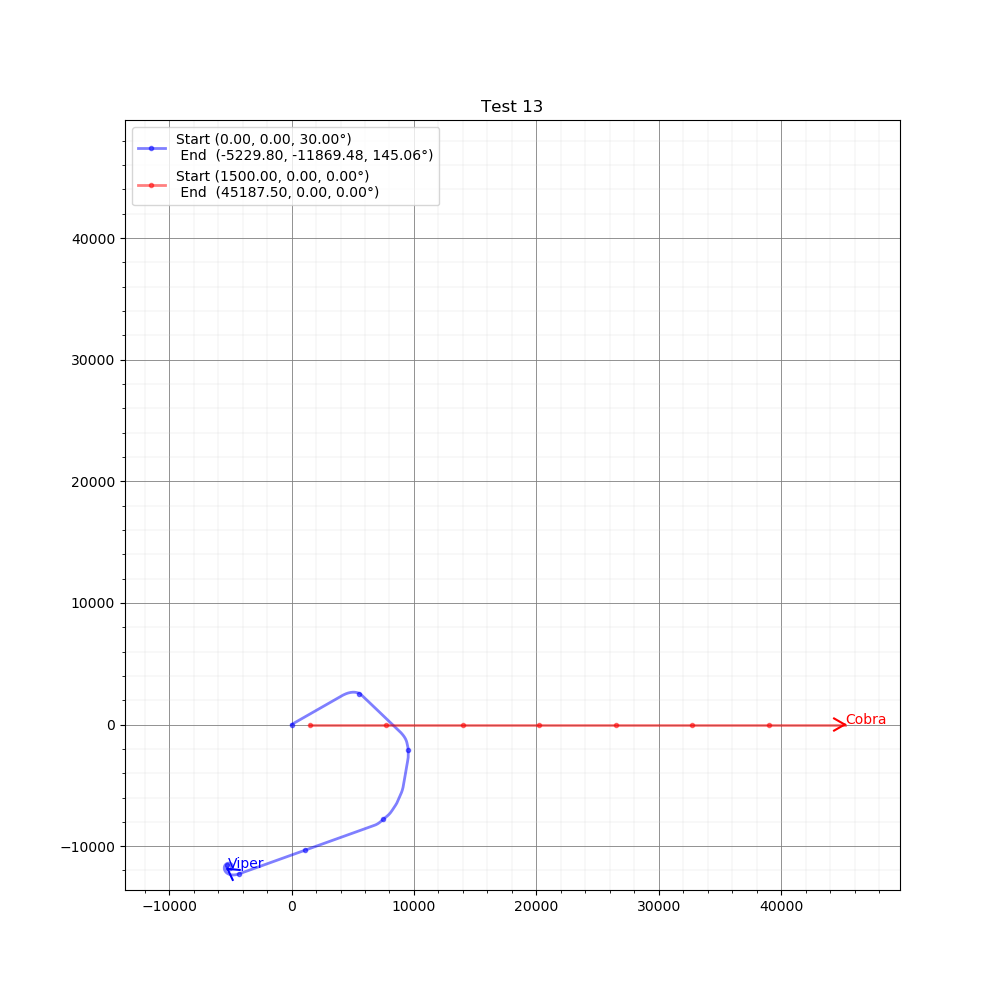 Test 13
Start (0.00, 0.00, 30.00°)
End  (-5229.80, -11869.48, 145.06°)
Start (1500.00, 0.00, 0.00°)
End  (45187.50, 0.00, 0.00°)
40000
30000
20000
10000
0
Cobra
−10000
Viper
−10000 0 10000 20000 30000 40000